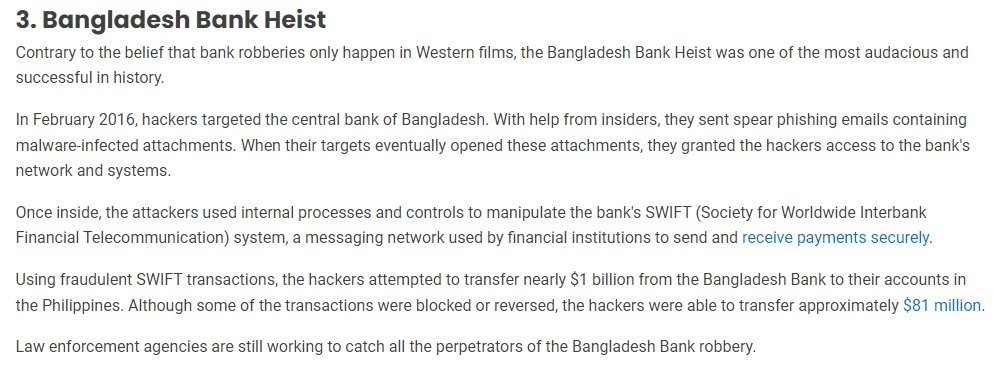 3. Bangladesh Bank Heist
Contrary to the belief that bank robberies only happen in Western films, the Bangladesh Bank Heist was one of the most audacious and
successful in history.
In February 2016, hackers targeted the central bank of Bangladesh. With help from insiders, they sent spear phishing emails containing
malware-infected attachments. When their targets eventually opened these attachments, they granted the hackers access to the bank's
network and systems.
Once inside, the attackers used internal processes and controls to manipulate the bank's SWIFT (Society for Worldwide Interbank
Financial Telecommunication) system, a messaging network used by financial institutions to send and receive payments securely.
Using fraudulent SWIFT transactions, the hackers attempted to transfer nearly $1 billion from the Bangladesh Bank to their accounts in
the Philippines. Although some of the transactions were blocked or reversed, the hackers were able to transfer approximately $81 million.
Law enforcement agencies are still working to catch all the perpetrators of the Bangladesh Bank robbery.